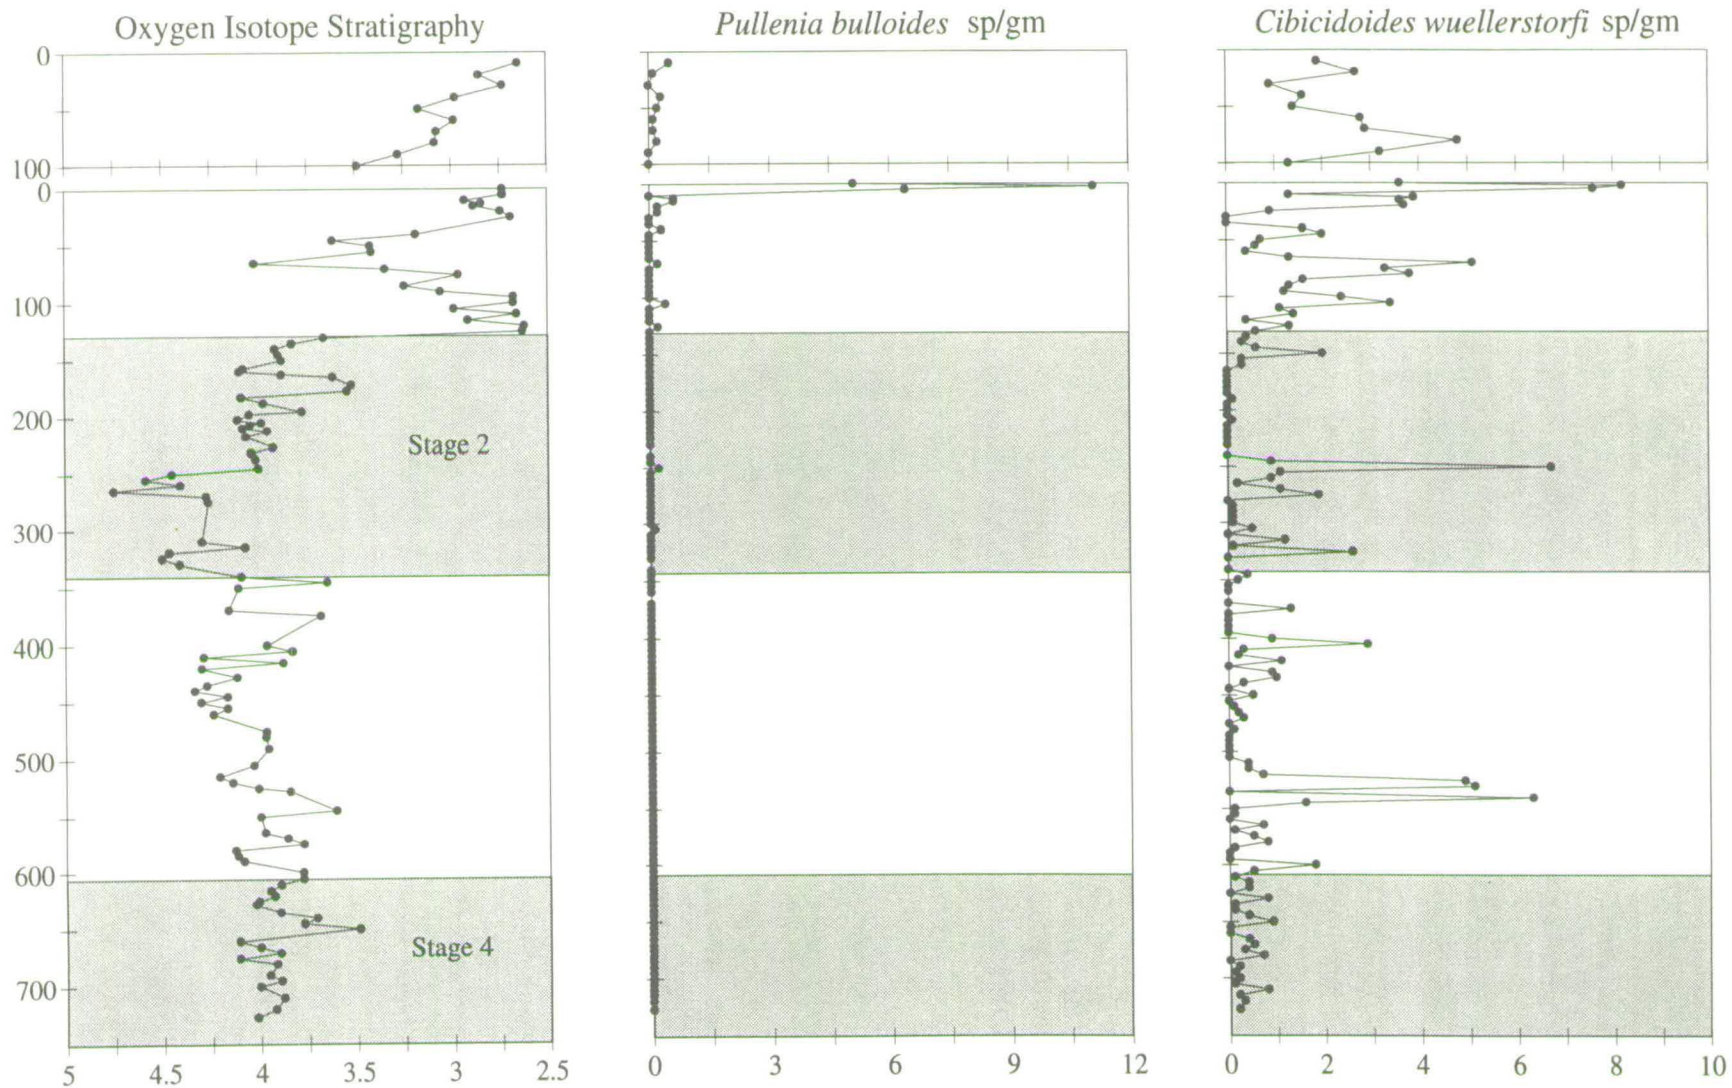 Oxygen Isotope Stratigraphy
Pullenia bulloides sp/gm
Cibicidoides wuellerstorfi sp/gm
0
100
0
100
200
300
400
500
600
700
Stage 2
Stage 4
5 4.5 4 3.5 3 2.5
0 3 6 9 12
0 2 4 6 8 10